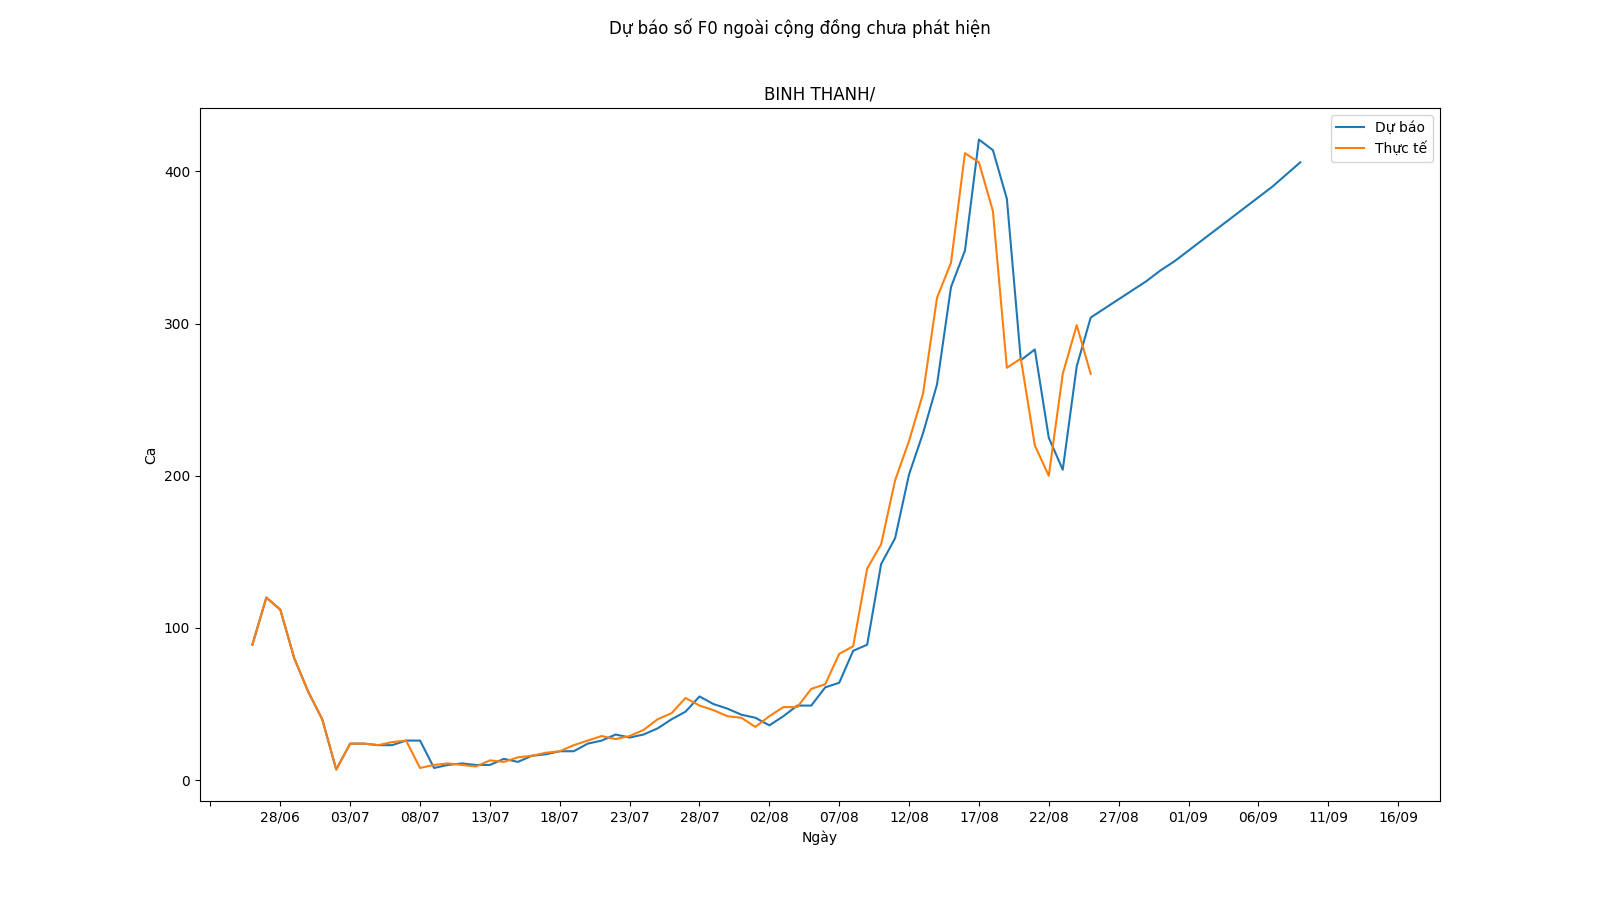 Dự báo số F0 ngoài cộng đồng chưa phát hiện
BINH THANH/
Dự báo
Thực tế
400
300
200
100
0
Ca
28/06 03/07 08/07 13/07 18/07 23/07 28/07 02/08 07/08 12/08 17/08 22/08 27/08 01/09 06/09 11/09 16/09
Ngày